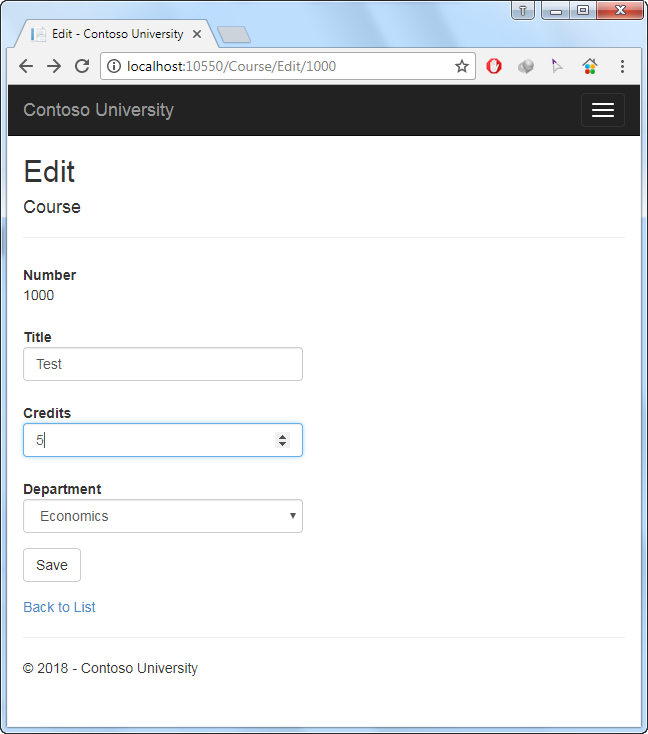 Edit - Contoso University
localhost:10550/Course/Edit/1000
Contoso University
Edit
Course
Number
1000
Title
Test
Credits
5
Department
Economics
Save
Back to List
© 2018 - Contoso University